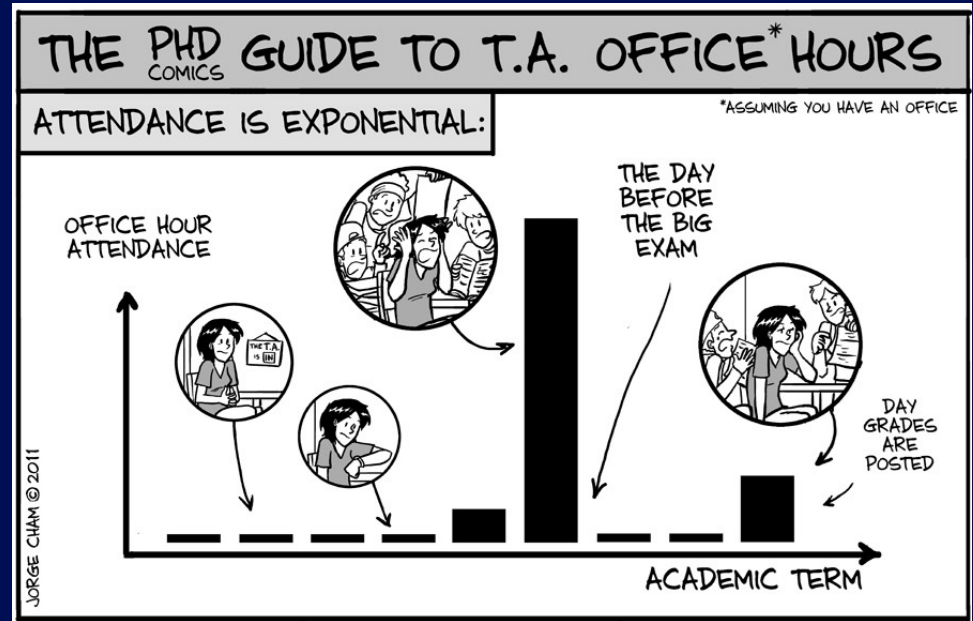 THE PHD COMICS GUIDE TO T.A. OFFICE* HOURS
*ASSUMING YOU HAVE AN OFFICE
ATTENDANCE IS EXPONENTIAL:
OFFICE HOUR
ATTENDANCE
THE T.A.
IS IN
THE DAY
BEFORE
THE BIG
EXAM
DAY
GRADES
ARE
POSTED
ACADEMIC TERM
JORGE CHAM © 2011